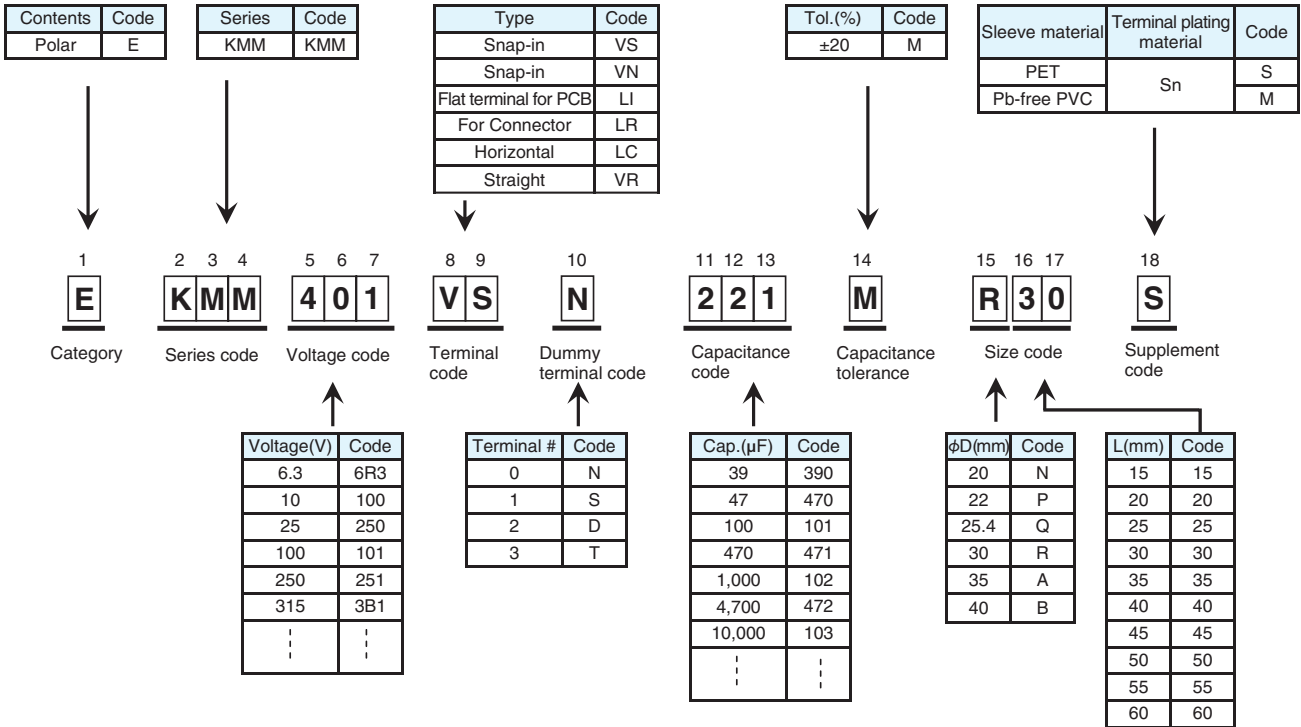 Contents Code
Polar E
Series Code
KMM KMM
Type Code
Snap-in VS
Snap-in VN
Flat terminal for PCB LI
For Connector LR
Horizontal LC
Straight VR
Tol.(%) Code
±20 M
Sleeve material Terminal plating material Code
PET Sn S
Pb-free PVC M
1 2 3 4 5 6 7 8 9 10 11 12 13 14 15 16 17 18
E K M M 4 0 1 V S N 2 2 1 M R 3 0 S
Category
Series code
Voltage code
Terminal
code
Dummy
terminal code
Capacitance
code
Capacitance
tolerance
Size code
Supplement
code
Voltage(V) Code
6.3 6R3
10 100
25 250
100 101
250 251
315 3B1
Terminal # Code
0 N
1 S
2 D
3 T
Cap.(µF) Code
39 390
47 470
100 101
470 471
1,000 102
4,700 472
10,000 103
ϕD(mm) Code
20 N
22 P
25.4 Q
30 R
35 A
40 B
L(mm) Code
15 15
20 20
25 25
30 30
35 35
40 40
45 45
50 50
55 55
60 60